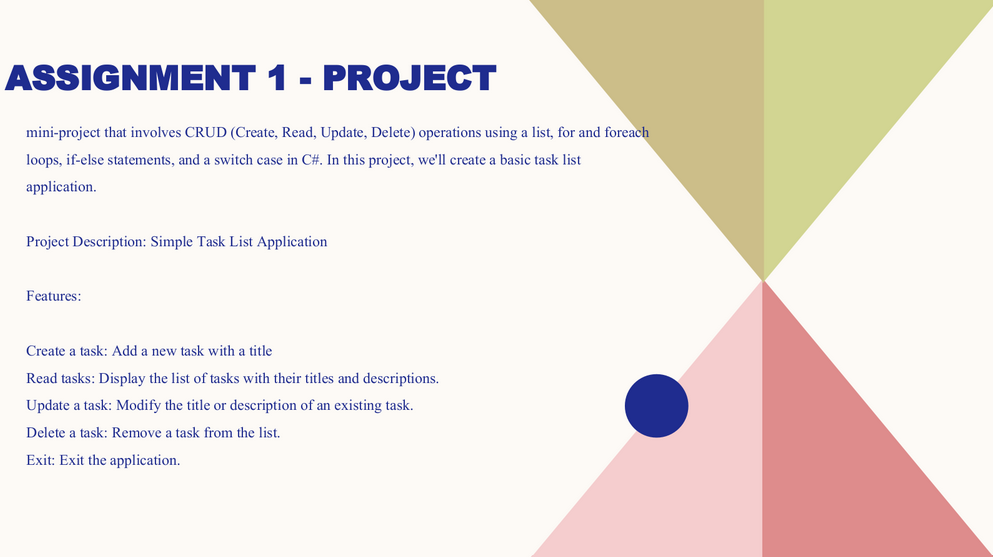 ASSIGNMENT 1 - PROJECT
mini-project that involves CRUD (Create, Read, Update, Delete) operations using a list, for and foreach
loops, if-else statements, and a switch case in C#. In this project, we'll create a basic task list
application.
Project Description: Simple Task List Application
Features:
Create a task: Add a new task with a title
Read tasks: Display the list of tasks with their titles and descriptions.
Update a task: Modify the title or description of an existing task.
Delete a task: Remove a task from the list.
Exit: Exit the application.